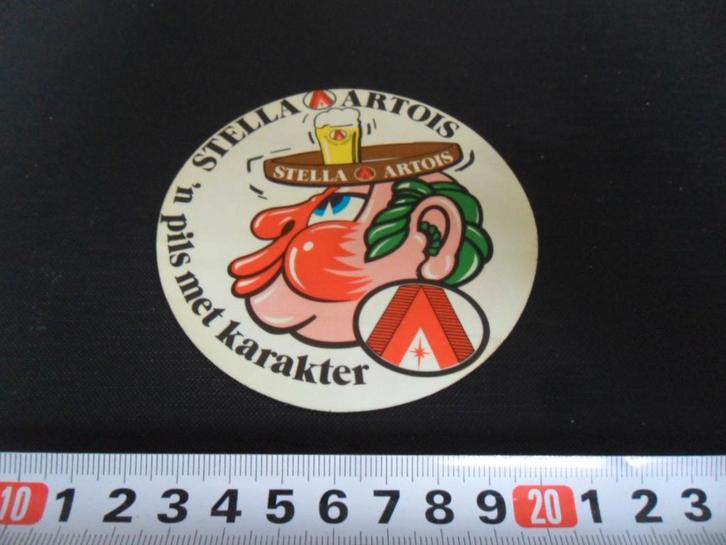 STELLA ARTOIS
STELLA ARTOIS
'n pils met karakter
10 1 2 3 4 5 6 7 8 9 20 1 2 3